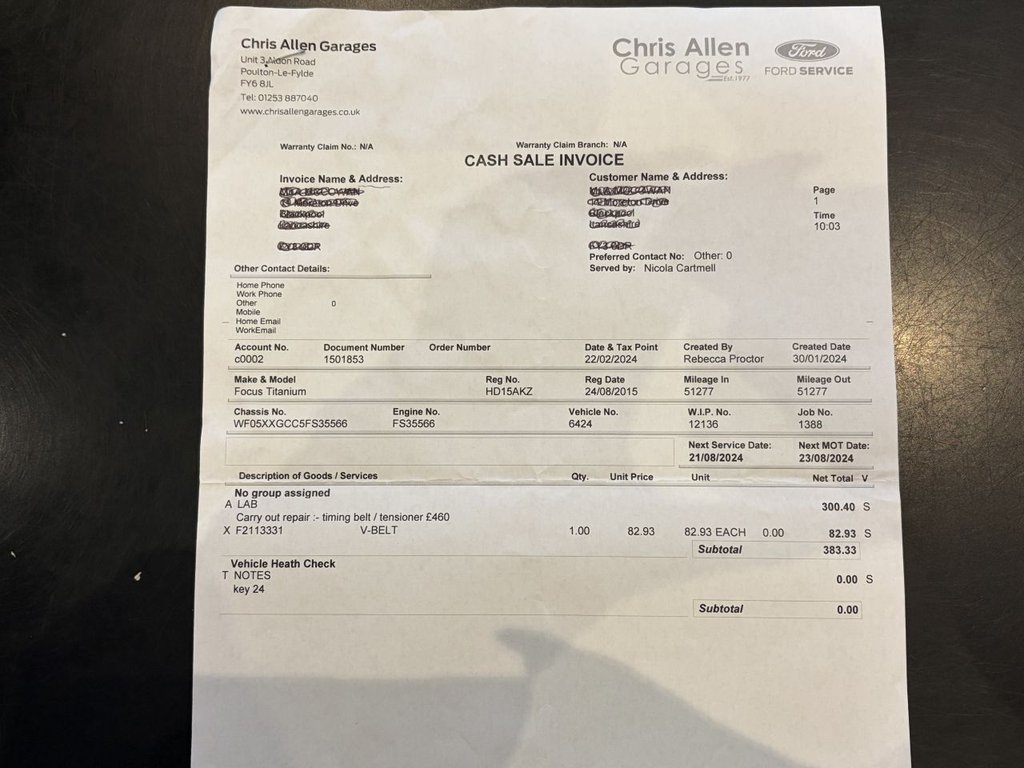 Chris Allen Garages
Unit 3 Aldon Road
Poulton-Le-Fylde
FY6 8JL
Tel: 01253 887040
www.chrisallengarages.co.uk
Chris Allen
Garages
Est.1977
Ford
FORD SERVICE
Warranty Claim No.: N/A
Warranty Claim Branch: N/A
CASH SALE INVOICE
Invoice Name & Address:
Customer Name & Address:
Page
1
Time
10:03
Preferred Contact No: Other: 0
Served by: Nicola Cartmell
Other Contact Details:
Home Phone
Work Phone
Other 0
Mobile
Home Email
WorkEmail
Account No. Document Number Order Number Date & Tax Point Created By Created Date
c0002 1501853 22/02/2024 Rebecca Proctor 30/01/2024
Make & Model Reg No. Reg Date Mileage In Mileage Out
Focus Titanium HD15AKZ 24/08/2015 51277 51277
Chassis No. Engine No. Vehicle No. W.I.P. No. Job No.
WF05XXGCC5FS35566 FS35566 6424 12136 1388
Next Service Date: Next MOT Date:
21/08/2024 23/08/2024
Description of Goods / Services Qty. Unit Price Unit Net Total V
No group assigned
A LAB 300.40 S
Carry out repair :- timing belt / tensioner £460
X F2113331 V-BELT 1.00 82.93 82.93 EACH 0.00 82.93 S
Subtotal 383.33
Vehicle Heath Check
T NOTES 0.00 S
key 24
Subtotal 0.00